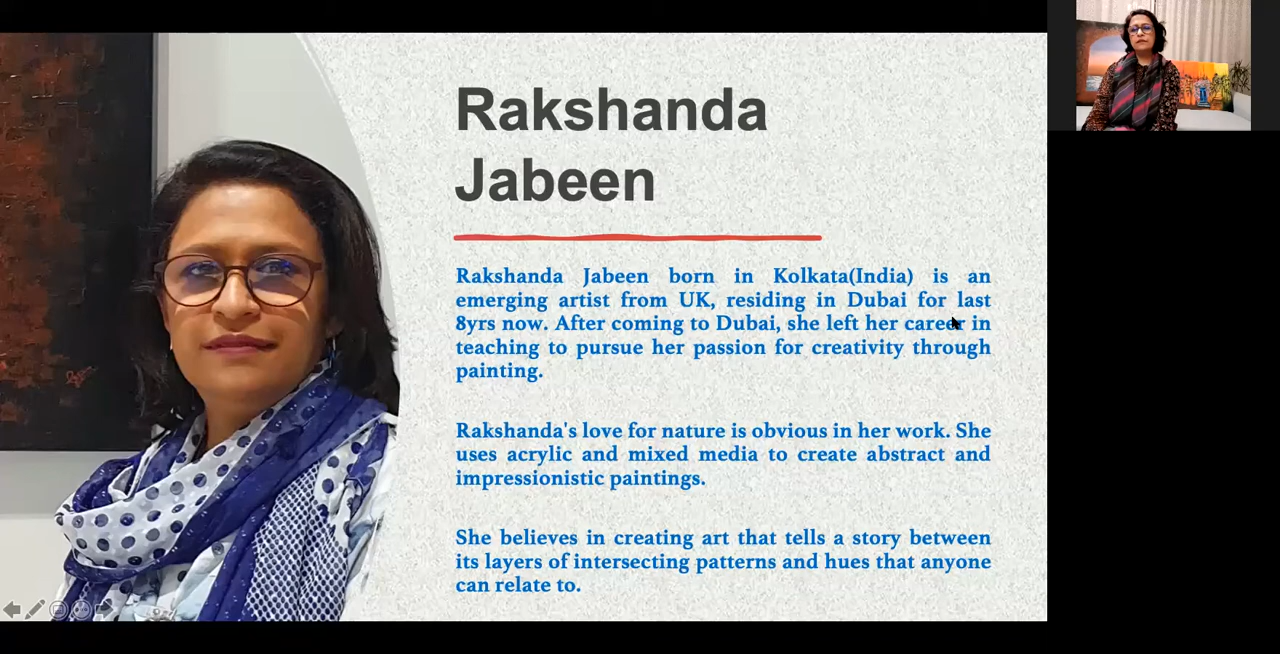 Rakshanda
Jabeen
Rakshanda Jabeen born in Kolkata(India) is an
emerging artist from UK, residing in Dubai for last
8yrs now. After coming to Dubai, she left her career in
teaching to pursue her passion for creativity through
painting.
Rakshanda's love for nature is obvious in her work. She
uses acrylic and mixed media to create abstract and
impressionistic paintings.
She believes in creating art that tells a story between
its layers of intersecting patterns and hues that anyone
can relate to.